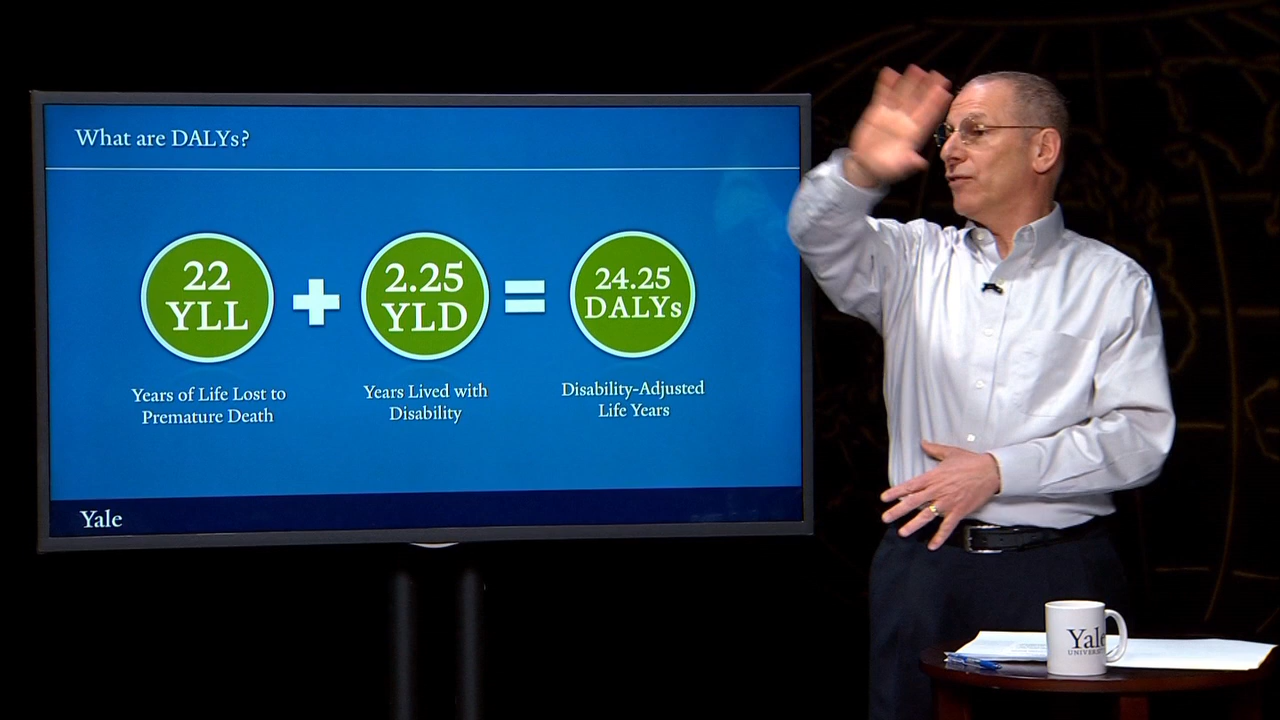 What are DALYs?
22
YLL
2.25
YLD
24.25
DALYs
Years of Life Lost to
Premature Death
Years Lived with
Disability
Disability-Adjusted
Life Years
Yale
Yale